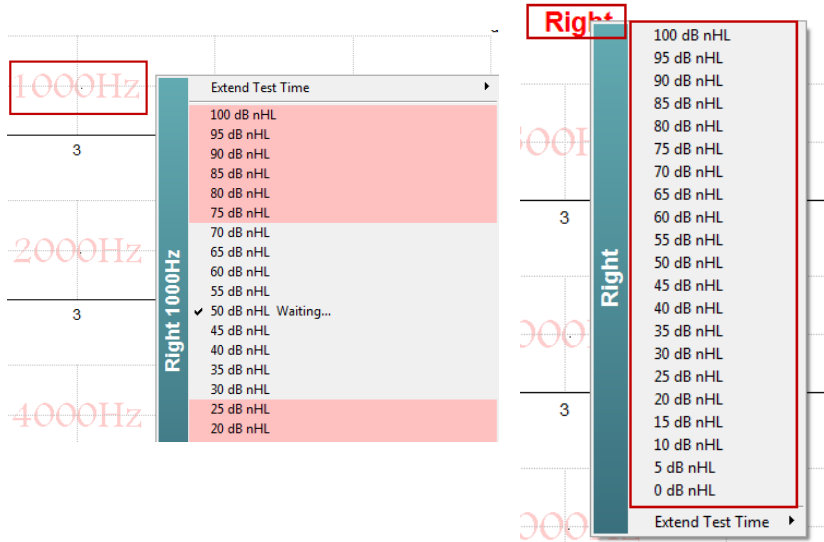 1000Hz
3
2000Hz
3
4000Hz
Right 1000Hz
Extend Test Time
100 dB nHL
95 dB nHL
90 dB nHL
85 dB nHL
80 dB nHL
75 dB nHL
70 dB nHL
65 dB nHL
60 dB nHL
55 dB nHL
50 dB nHL Waiting...
45 dB nHL
40 dB nHL
35 dB nHL
30 dB nHL
25 dB nHL
20 dB nHL
Right
3
3
Right
100 dB nHL
95 dB nHL
90 dB nHL
85 dB nHL
80 dB nHL
75 dB nHL
70 dB nHL
65 dB nHL
60 dB nHL
55 dB nHL
50 dB nHL
45 dB nHL
40 dB nHL
35 dB nHL
30 dB nHL
25 dB nHL
20 dB nHL
15 dB nHL
10 dB nHL
5 dB nHL
0 dB nHL
Extend Test Time